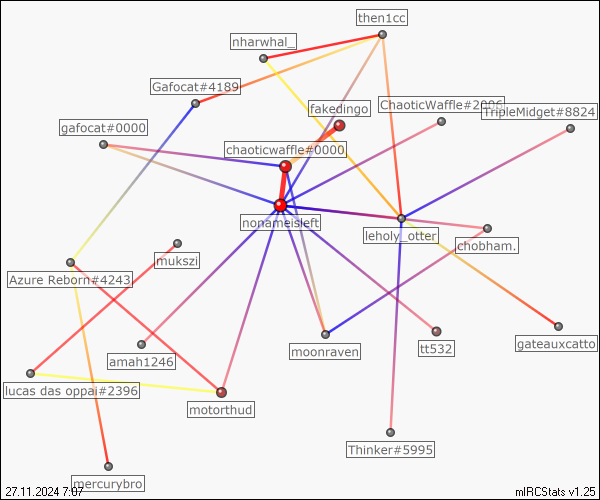 then1cc
nharwhal_
Gafocat#4189
fakedingo
ChaoticWaffle#2006
TripleMidget#8824
gafocat#0000
chaoticwaffle#0000
nonameisleft
leholy_otter
chobham.
mukszi
Azure Reborn#4243
moonraven
tt532
gateauxcatto
amah1246
lucas das oppai#2396
motorthud
Thinker#5995
mercurybro
27.11.2024 7:07
mIRCStats v1.25